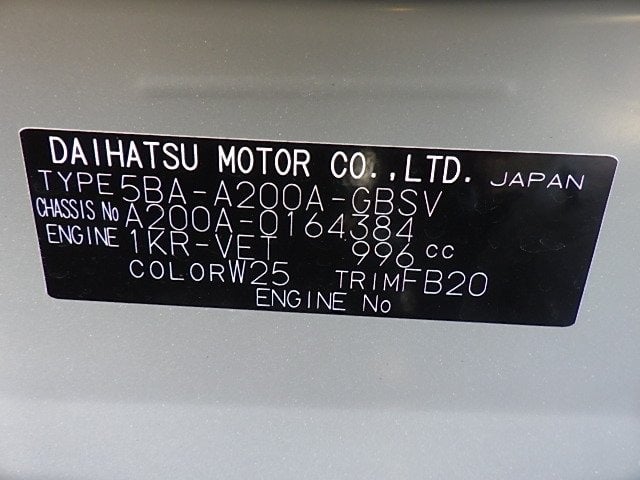 DAIHATSU MOTOR CO.,LTD. JAPAN
TYPE 5BA-A200A-GBSV
CHASSIS No A200A-0164384
ENGINE 1KR-VET 996 cc
COLOR W25 TRIM FB20
ENGINE No